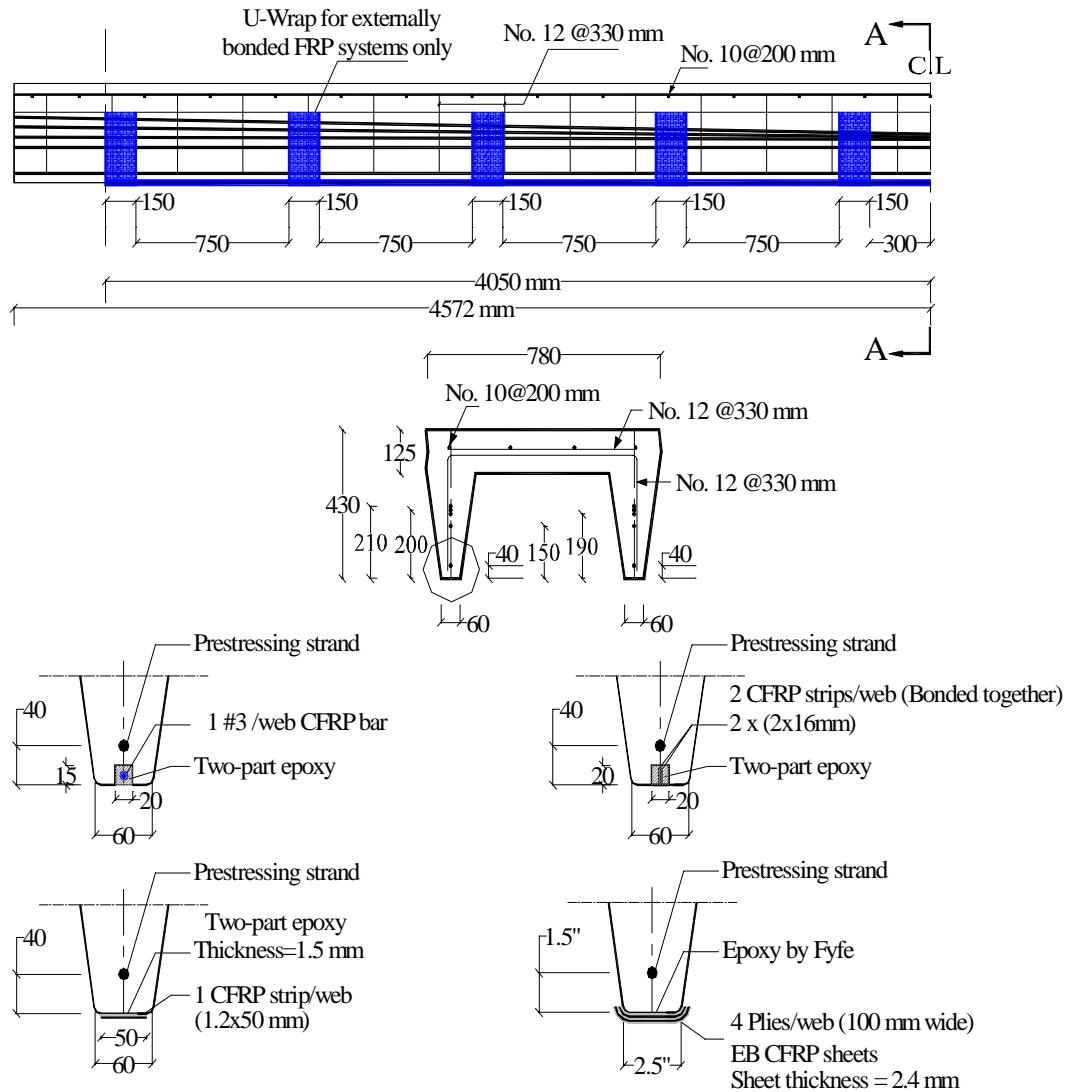 U-Wrap for externally
bonded FRP systems only
No. 12 @330 mm
No. 10@200 mm
A
C.L
150
150
150
150
150
750
750
750
750
300
4050 mm
4572 mm
A
780
No. 10@200 mm
No. 12 @330 mm
125
No. 12 @330 mm
430
210
200
40
150
190
40
60
60
Prestressing strand
40
1 #3 /web CFRP bar
15
Two-part epoxy
20
60
Prestressing strand
2 CFRP strips/web (Bonded together)
40
2 x (2x16mm)
20
Two-part epoxy
20
60
Prestressing strand
40
Two-part epoxy
Thickness=1.5 mm
1 CFRP strip/web
(1.2x50 mm)
50
60
Prestressing strand
1.5"
Epoxy by Fyfe
4 Plies/web (100 mm wide)
2.5"
EB CFRP sheets
Sheet thickness = 2.4 mm